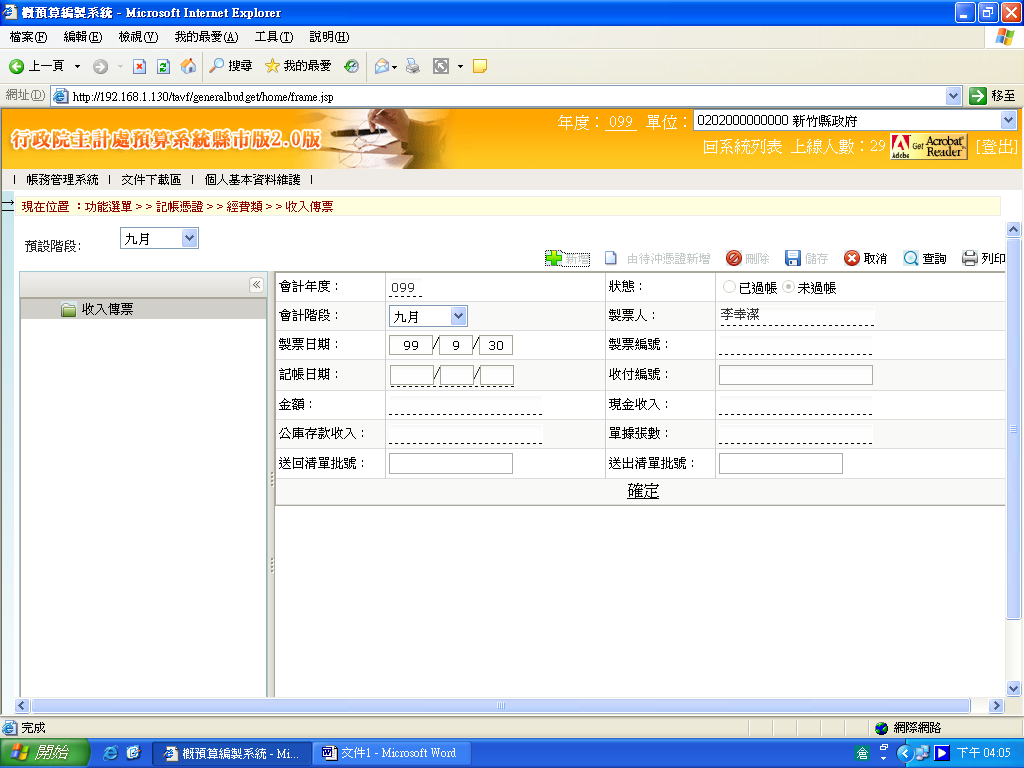 概預算編製系統 - Microsoft Internet Explorer
檔案(F) 編輯(E) 檢視(V) 我的最愛(A) 工具(T) 說明(H)
上一頁 搜尋 我的最愛
網址(D) http://192.168.1.130/tavf/generalbudget/home/frame.jsp 移至
行政院主計處預算系統縣市版2.0版
年度： 099 單位： 0202000000000 新竹縣政府
回系統列表 上線人數：29 Adobe Get Acrobat Reader [登出]
| 帳務管理系統 | 文件下載區 | 個人基本資料維護 |
現在位置 ：功能選單 > > 記帳憑證 > > 經費類 > > 收入傳票
預設階段: 九月
新增 由待沖憑證新增 刪除 儲存 取消 查詢 列印
«
收入傳票
會計年度： 099 狀態： 已過帳 未過帳
會計階段： 九月 製票人： 李幸潔
製票日期： 99 / 9 / 30 製票編號：
記帳日期： / / 收付編號：
金額： 現金收入：
公庫存款收入： 單據張數：
送回清單批號： 送出清單批號：
確定
完成 網際網路
開始 概預算編製系統 - Mi... 文件1 - Microsoft Word 倉 下午 04:05